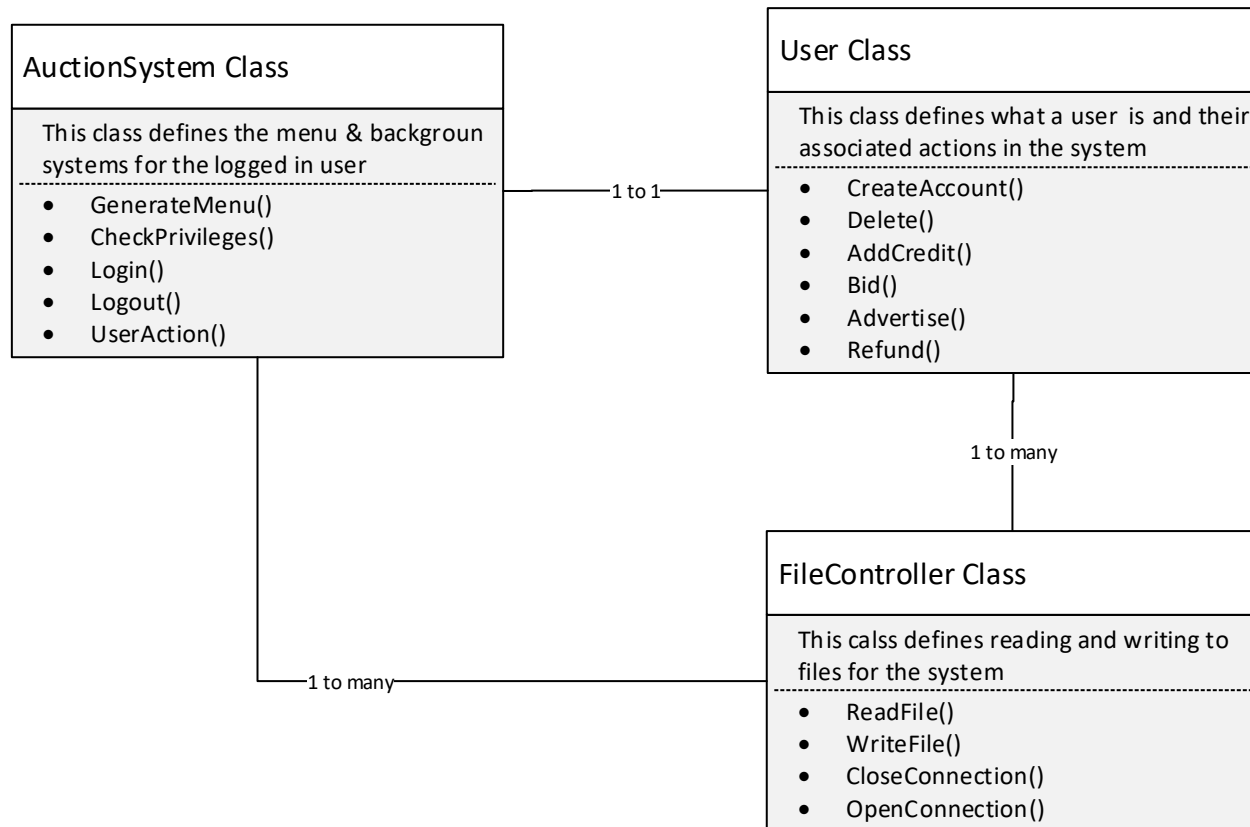 AuctionSystem Class
This class defines the menu & backgroun
systems for the logged in user
• GenerateMenu()
• CheckPrivileges()
• Login()
• Logout()
• UserAction()
1 to 1
User Class
This class defines what a user is and their
associated actions in the system
• CreateAccount()
• Delete()
• AddCredit()
• Bid()
• Advertise()
• Refund()
1 to many
1 to many
FileController Class
This calss defines reading and writing to
files for the system
• ReadFile()
• WriteFile()
• CloseConnection()
• OpenConnection()